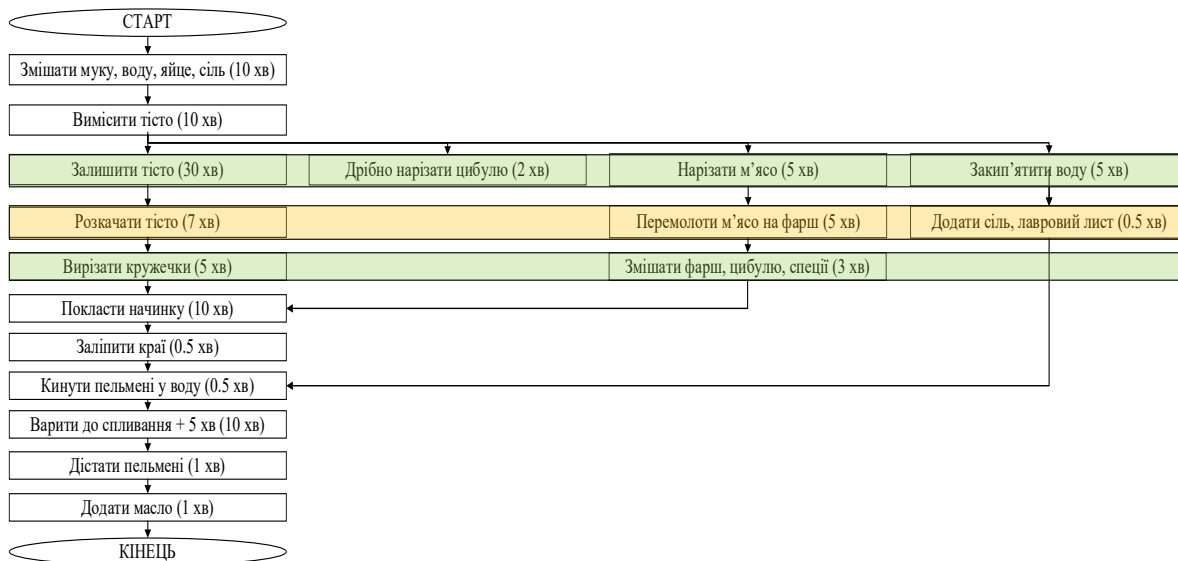 СТАРТ
Змішати муку, воду, яйце, сіль (10 хв)
Вимісити тісто (10 хв)
Залишити тісто (30 хв)
Дрібно нарізати цибулю (2 хв)
Нарізати м’ясо (5 хв)
Закип’ятити воду (5 хв)
Розкачати тісто (7 хв)
Перемолоти м’ясо на фарш (5 хв)
Додати сіль, лавровий лист (0.5 хв)
Вирізати кружечки (5 хв)
Змішати фарш, цибулю, спеції (3 хв)
Покласти начинку (10 хв)
Заліпити краї (0.5 хв)
Кинути пельмені у воду (0.5 хв)
Варити до спливання + 5 хв (10 хв)
Дістати пельмені (1 хв)
Додати масло (1 хв)
КІНЕЦЬ